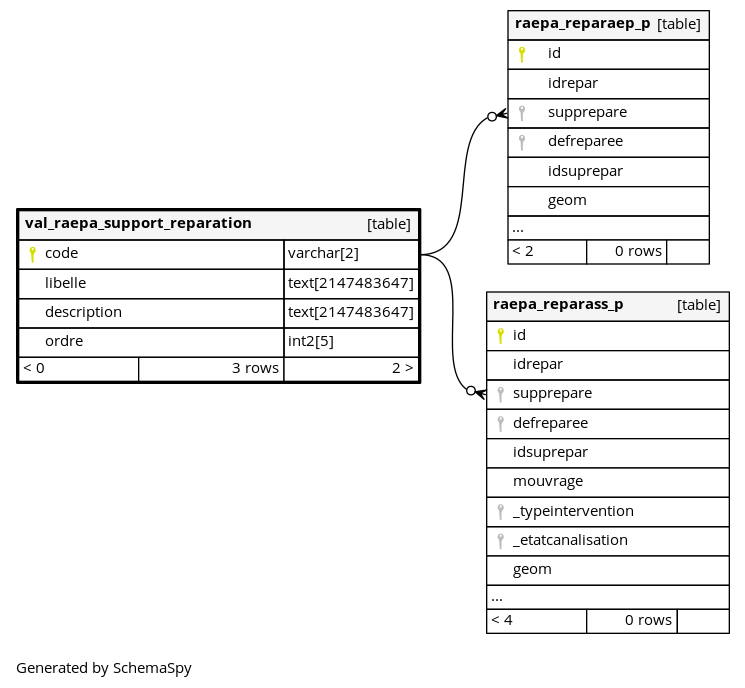 val_raepa_support_reparation [table]
code varchar[2]
libelle text[2147483647]
description text[2147483647]
ordre int2[5]
< 0 3 rows 2 >
raepa_reparaep_p [table]
id
idrepar
supprepare
defreparee
idsuprepar
geom
...
< 2 0 rows
raepa_reparass_p [table]
id
idrepar
supprepare
defreparee
idsuprepar
mouvrage
_typeintervention
_etatcanalisation
geom
...
< 4 0 rows
Generated by SchemaSpy